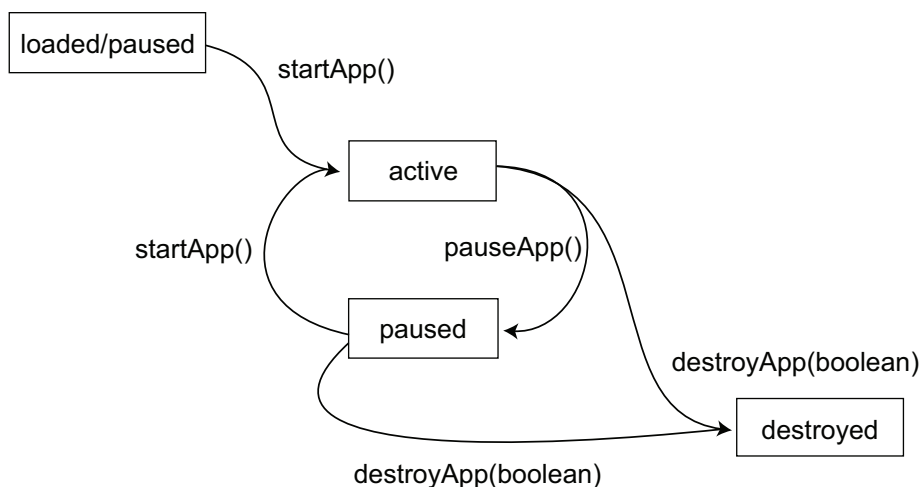 loaded/paused
startApp()
active
startApp()
pauseApp()
paused
destroyApp(boolean)
destroyed
destroyApp(boolean)